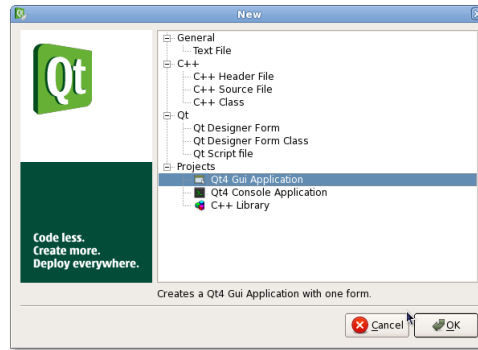 New
Qt
General
Text File
C++
C++ Header File
C++ Source File
C++ Class
Qt
Qt Designer Form
Qt Designer Form Class
Qt Script file
Projects
Qt4 Gui Application
Qt4 Console Application
C++ Library
Code less.
Create more.
Deploy everywhere.
Creates a Qt4 Gui Application with one form.
Cancel
OK